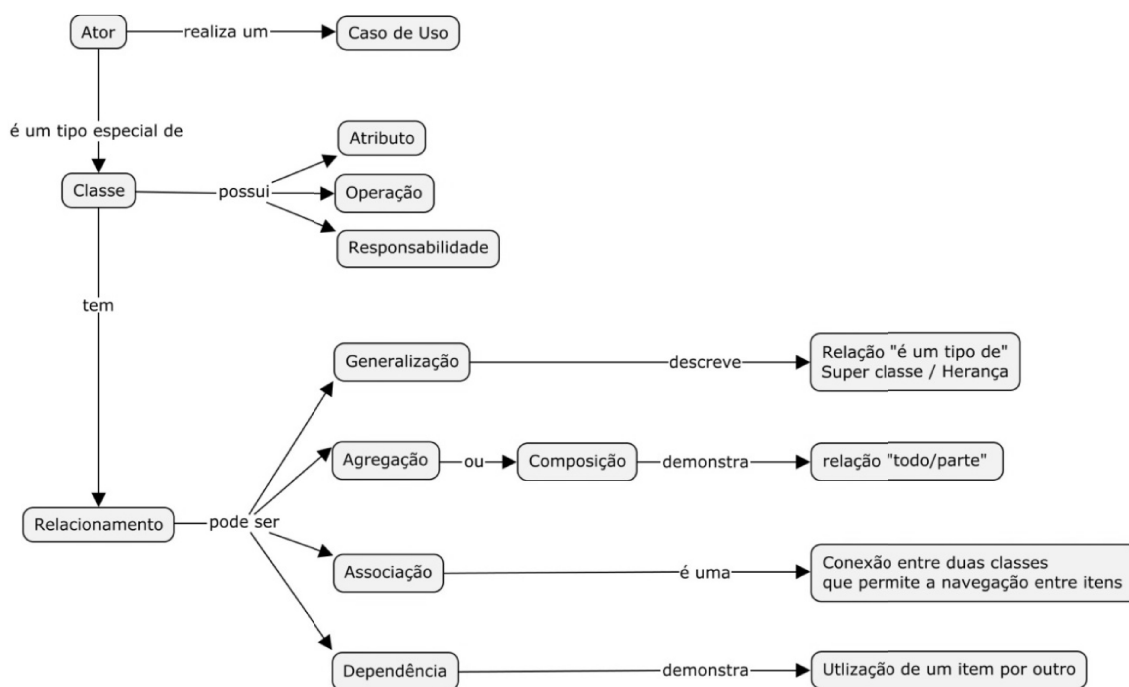 Ator
realiza um
Caso de Uso
é um tipo especial de
Atributo
Classe
possui
Operação
Responsabilidade
tem
Generalização
descreve
Relação "é um tipo de"
Super classe / Herança
Agregação
ou
Composição
demonstra
relação "todo/parte"
Relacionamento
pode ser
Associação
é uma
Conexão entre duas classes
que permite a navegação entre itens
Dependência
demonstra
Utlização de um item por outro